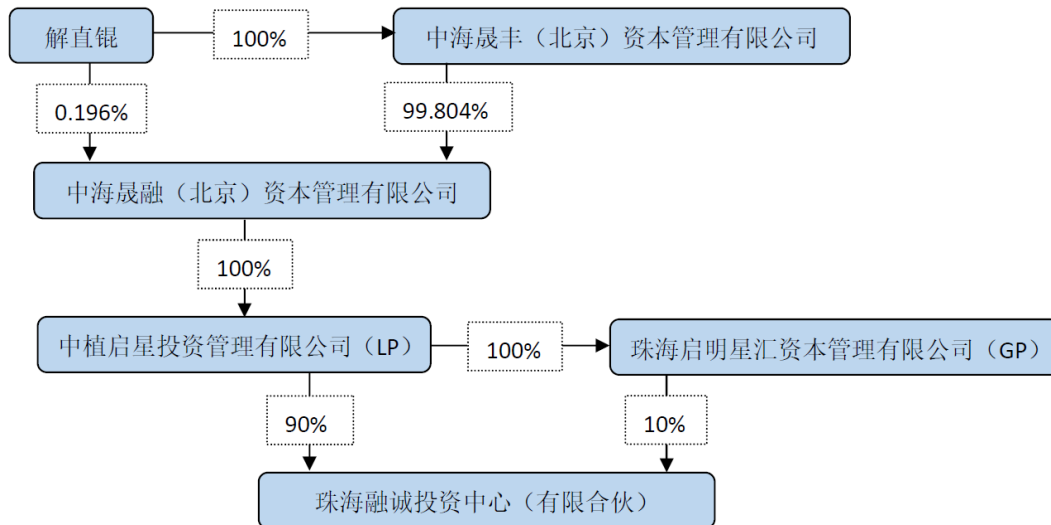 解直锟
100%
中海晟丰（北京）资本管理有限公司
0.196%
99.804%
中海晟融（北京）资本管理有限公司
100%
中植启星投资管理有限公司（LP）
100%
珠海启明星汇资本管理有限公司（GP）
90%
10%
珠海融诚投资中心（有限合伙）